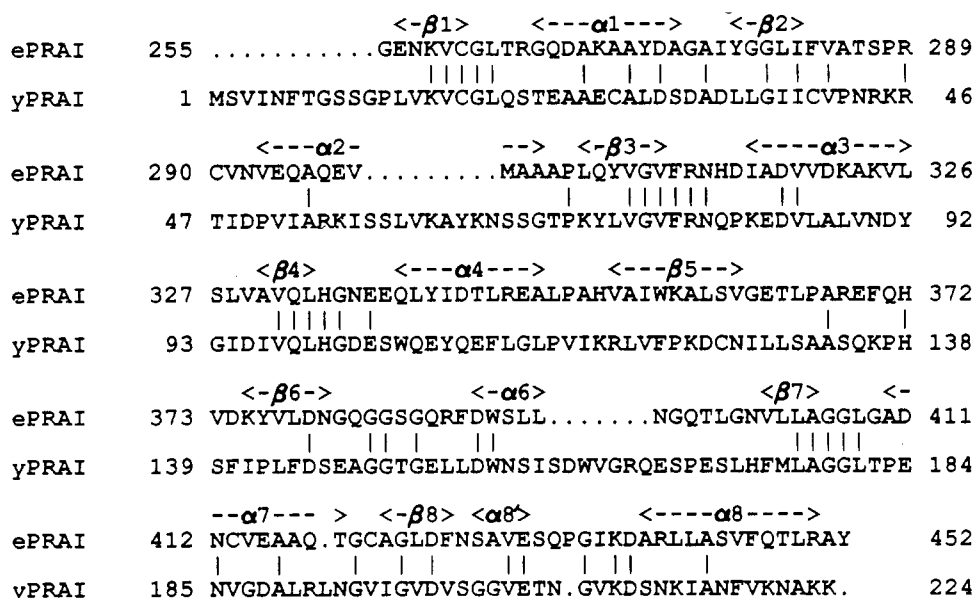 <-β1> <---α1---> <-β2>
ePRAI 255 ...........GENKVCGLTRGQDAKAAYDAGAIYGGLIFVATSPR 289
yPRAI 1 MSVINFTGSSGPLVKVCGLQSTEAAECALDSDADLLGIICVPNRKR 46
<---α2- --> <-β3-> <---α3--->
ePRAI 290 CVNVEQAQEV.........MAAAPLQYVGVFRNHDIADVVDKAKVL 326
yPRAI 47 TIDPVIARKISSLVKAYKNSSGTPKYLVGVFRNQPKEDVLALVNDY 92
<β4> <---α4---> <---β5-->
ePRAI 327 SLVAVQLHGNEEQLYIDTLREALPAHVAIWKALSVGETLPAREFQH 372
yPRAI 93 GIDIVQLHGDESWQEYQEFLGLPVIKRLVFPKDCNILLSAASQKPH 138
<-β6-> <-α6> <β7> <-
ePRAI 373 VDKYVLDNGQGGSGQRFDWSLL.......NGQTLGNVLLAGGLGAD 411
yPRAI 139 SFIPLFDSEAGGTGELLDWNSISDWVGRQESPESLHFMLAGGLTPE 184
--α7--- > <-β8> <α8'> <---α8---->
ePRAI 412 NCVEAAQ.TGCAGLDFNSAVESQPGIKDARLLASVFQTLRAY 452
yPRAI 185 NVGDALRLNGVIGVDVSGGVETN.GVKDSNKIANFVKNAKK. 224